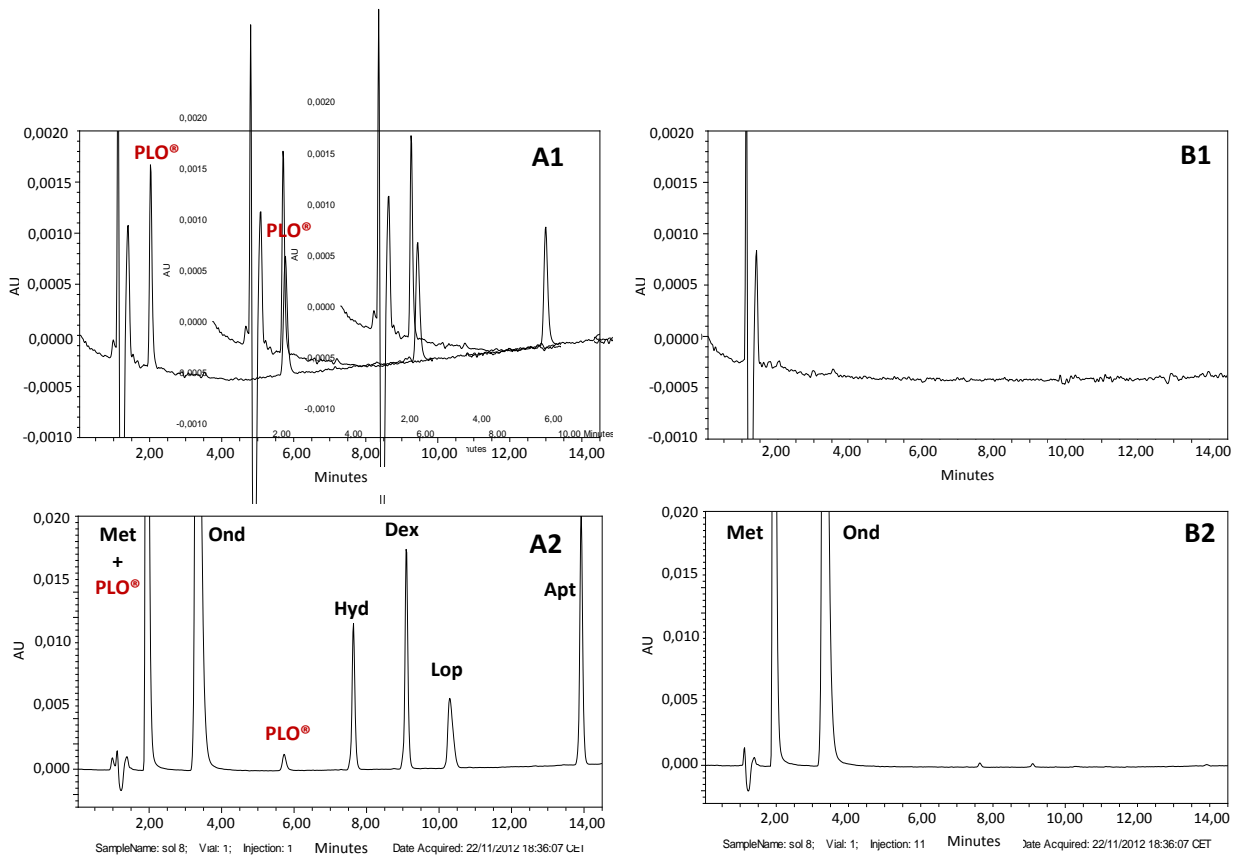 0,0020
0,0015
0,0010
0,0005
0,0000
-0,0005
-0,0010
AU
PLO®
A1
0,0020
0,0015
0,0010
0,0005
0,0000
-0,0005
-0,0010
AU
PLO®
0,0020
0,0015
0,0010
0,0005
0,0000
-0,0005
-0,0010
AU
2,00 4,00 6,00
2,00 4,00 6,00 8,00 10,00 Minutes
2,00 4,00 6,00 8,00 10,00 12,00 14,00
Minutes
0,0020
0,0015
0,0010
0,0005
0,0000
-0,0005
-0,0010
AU
B1
2,00 4,00 6,00 8,00 10,00 12,00 14,00
Minutes
0,020
0,015
0,010
0,005
0,000
AU
Met
+
PLO®
Ond
PLO®
Hyd
Dex
Lop
Apt
A2
2,00 4,00 6,00 8,00 10,00 12,00 14,00
SampleName: sol 8; Vial: 1; Injection: 1 Minutes Date Acquired: 22/11/2012 18:36:07 CET
0,020
0,015
0,010
0,005
0,000
AU
Met
Ond
B2
2,00 4,00 6,00 8,00 10,00 12,00 14,00
SampleName: sol 8; Vial: 1; Injection: 11 Minutes Date Acquired: 22/11/2012 18:36:07 CET